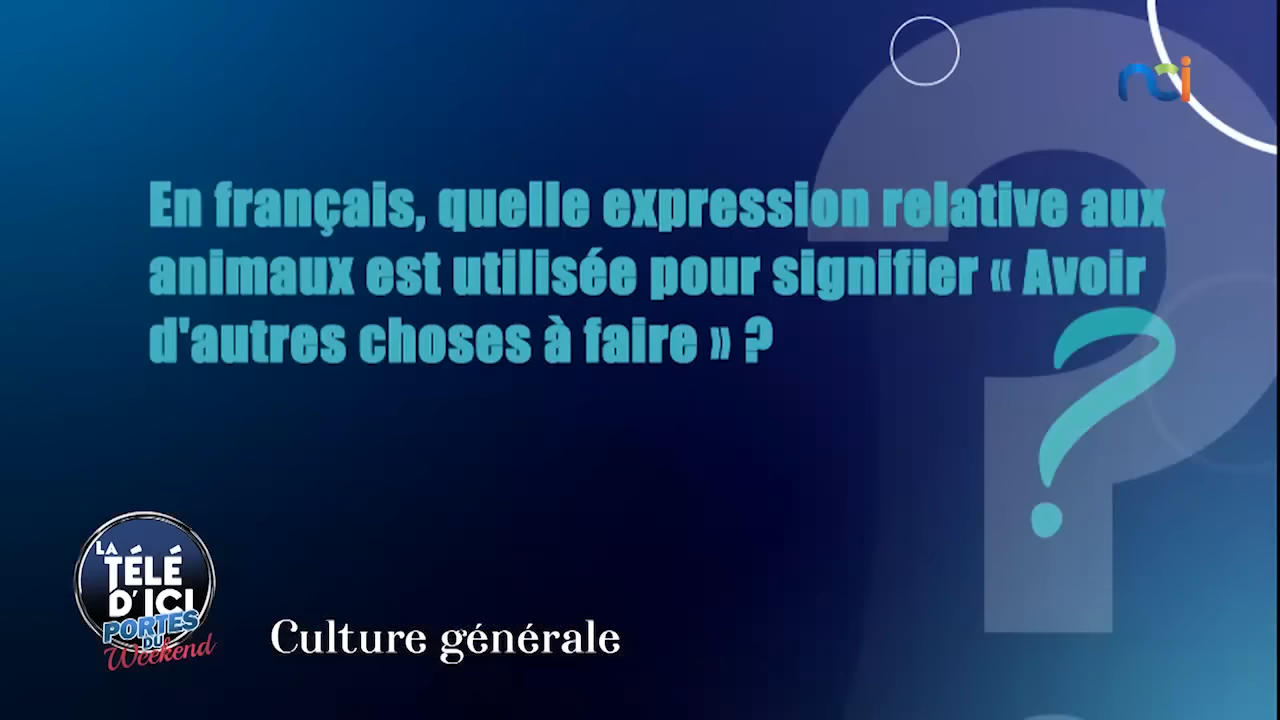 nci
En français, quelle expression relative aux
animaux est utilisée pour signifier « Avoir
d'autres choses à faire » ?
LA
TÉLÉ
D'ICI
PORTES
DU
Weekend
Culture générale